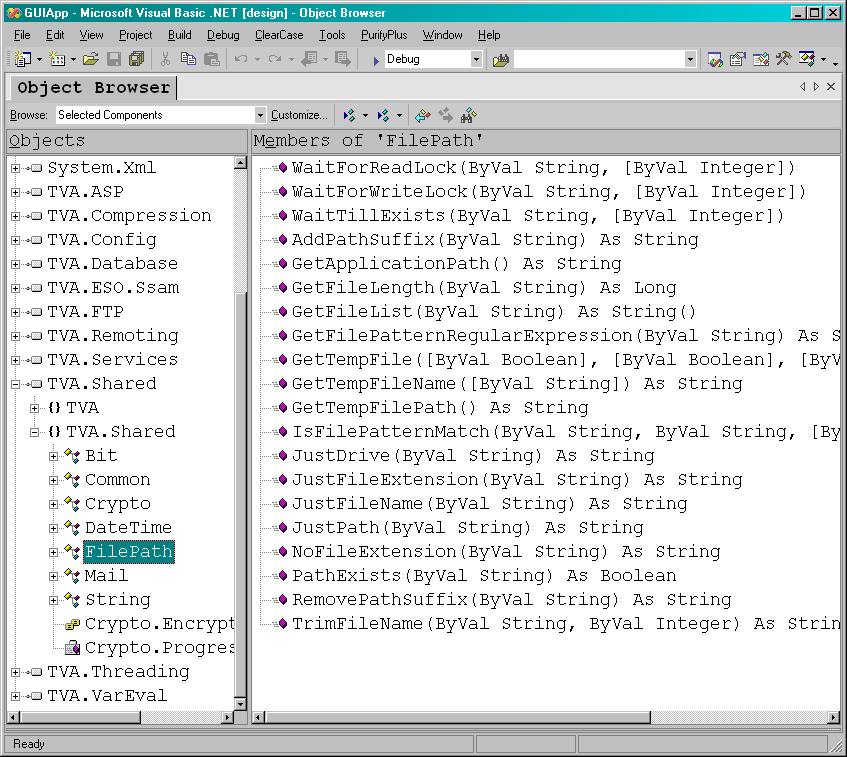 GUIApp - Microsoft Visual Basic .NET [design] - Object Browser
File Edit View Project Build Debug ClearCase Tools PurifyPlus Window Help
Debug
Object Browser
Browse: Selected Components Customize...
Objects
Members of 'FilePath'
System.Xml
TVA.ASP
TVA.Compression
TVA.Config
TVA.Database
TVA.ESO.Ssam
TVA.FTP
TVA.Remoting
TVA.Services
TVA.Shared
{} TVA
{} TVA.Shared
Bit
Common
Crypto
DateTime
FilePath
Mail
String
Crypto.Encrypt
Crypto.Progres
TVA.Threading
TVA.VarEval
WaitForReadLock(ByVal String, [ByVal Integer])
WaitForWriteLock(ByVal String, [ByVal Integer])
WaitTillExists(ByVal String, [ByVal Integer])
AddPathSuffix(ByVal String) As String
GetApplicationPath() As String
GetFileLength(ByVal String) As Long
GetFileList(ByVal String) As String()
GetFilePatternRegularExpression(ByVal String) As S
GetTempFile([ByVal Boolean], [ByVal Boolean], [ByV
GetTempFileName([ByVal String]) As String
GetTempFilePath() As String
IsFilePatternMatch(ByVal String, ByVal String, [By
JustDrive(ByVal String) As String
JustFileExtension(ByVal String) As String
JustFileName(ByVal String) As String
JustPath(ByVal String) As String
NoFileExtension(ByVal String) As String
PathExists(ByVal String) As Boolean
RemovePathSuffix(ByVal String) As String
TrimFileName(ByVal String, ByVal Integer) As Strin
Ready